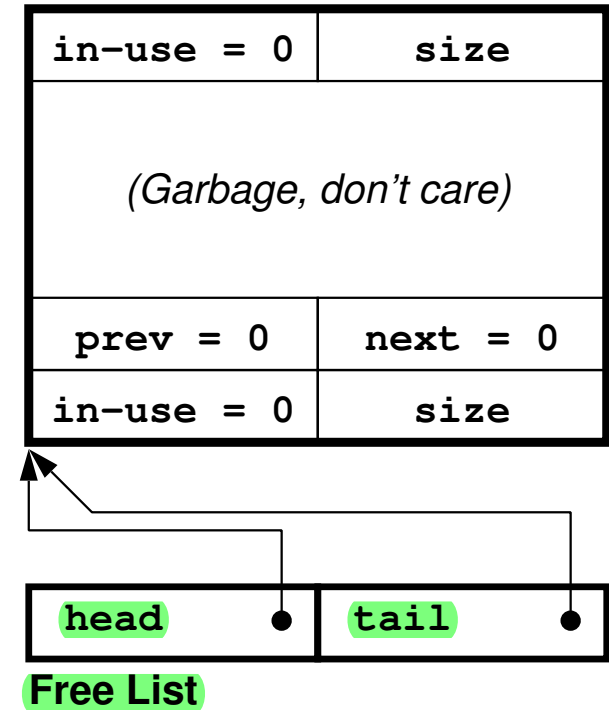 in-use = 0 size
(Garbage, don't care)
prev = 0 next = 0
in-use = 0 size
head tail
Free List